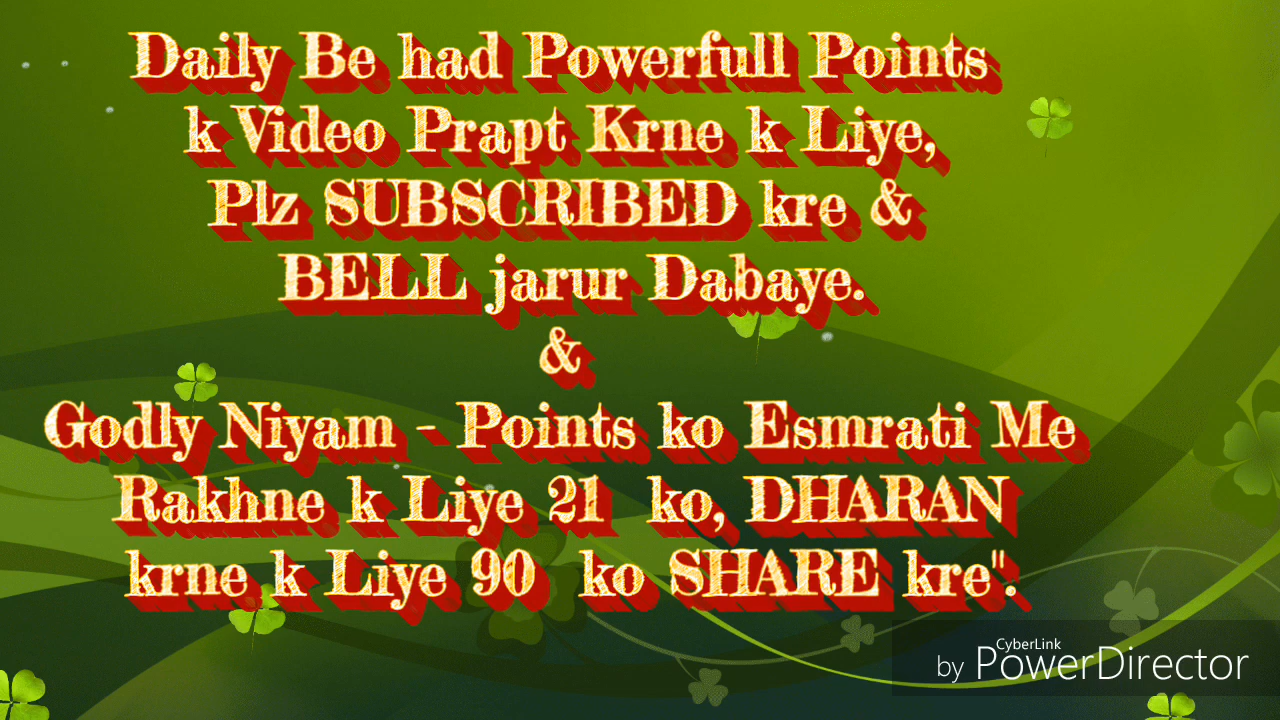 Daily Be had Powerfull Points
k Video Prapt Krne k Liye,
Plz SUBSCRIBED kre &
BELL jarur Dabaye.
&
Godly Niyam - Points ko Esmrati Me
Rakhne k Liye 21 ko, DHARAN
krne k Liye 90 ko SHARE kre".
by CyberLink PowerDirector